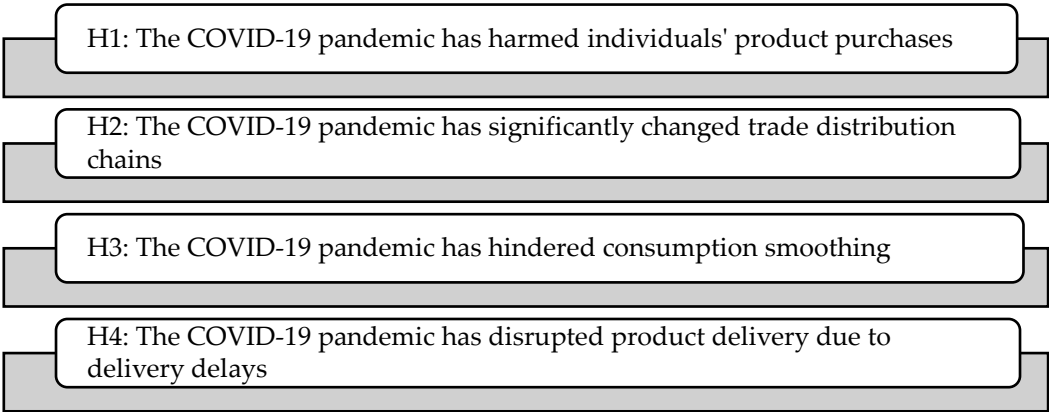 H1: The COVID-19 pandemic has harmed individuals' product purchases
H2: The COVID-19 pandemic has significantly changed trade distribution
chains
H3: The COVID-19 pandemic has hindered consumption smoothing
H4: The COVID-19 pandemic has disrupted product delivery due to
delivery delays